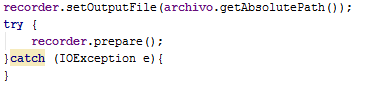 recorder.setOutputFile(archivo.getAbsolutePath());
try {
    recorder.prepare();
}catch (IOException e){
}